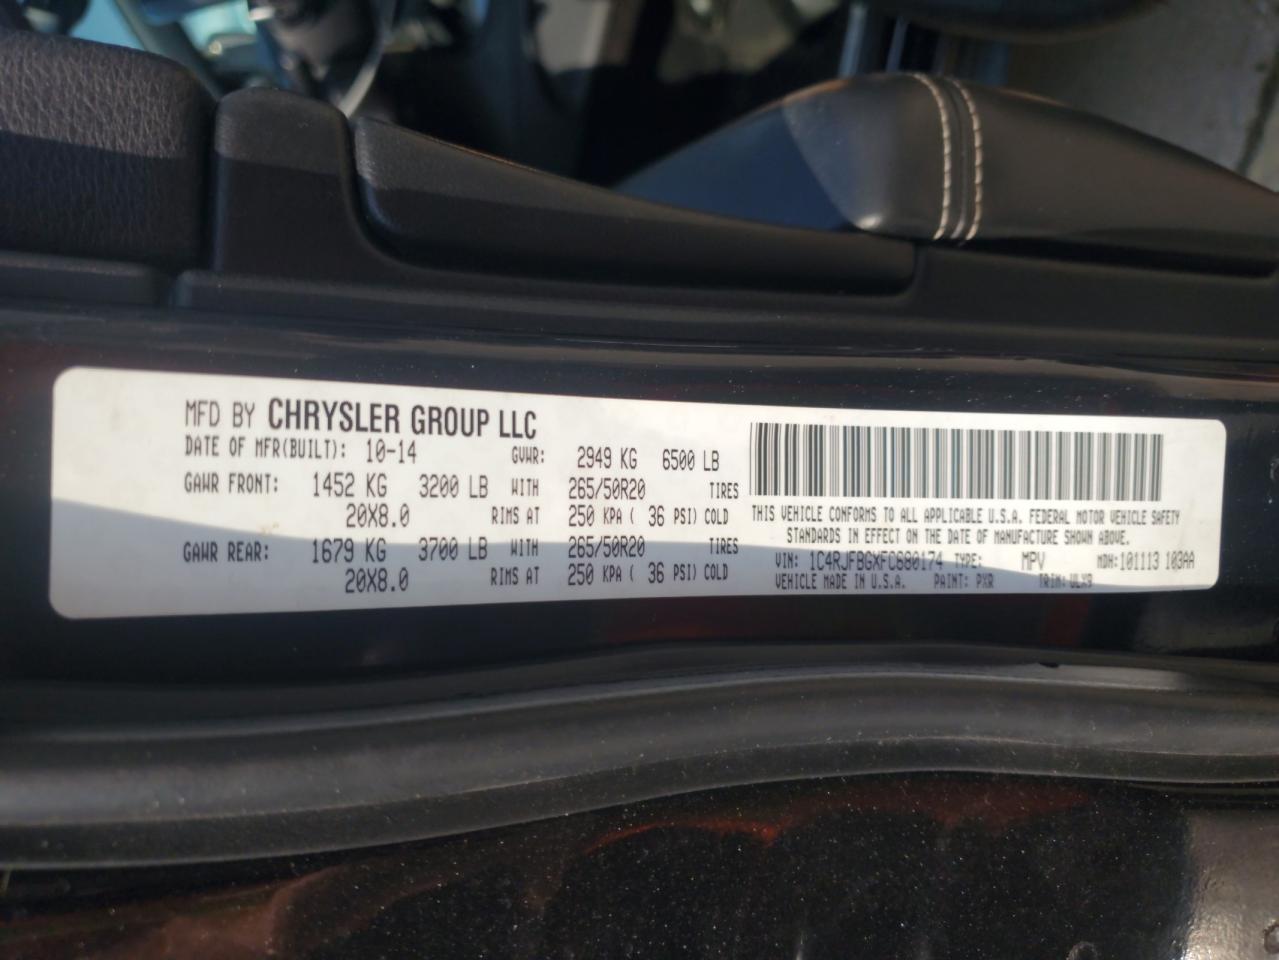 MFD BY CHRYSLER GROUP LLC
DATE OF MFR(BUILT): 10-14 GVWR: 2949 KG 6500 LB
GAWR FRONT: 1452 KG 3200 LB WITH 265/50R20 TIRES
20X8.0 RIMS AT 250 KPA ( 36 PSI) COLD
GAWR REAR: 1679 KG 3700 LB WITH 265/50R20 TIRES
20X8.0 RIMS AT 250 KPA ( 36 PSI) COLD
THIS VEHICLE CONFORMS TO ALL APPLICABLE U.S.A. FEDERAL MOTOR VEHICLE SAFETY
STANDARDS IN EFFECT ON THE DATE OF MANUFACTURE SHOWN ABOVE.
VIN: 1C4RJFBGXFC680174 TYPE: MPV MDH:101113 103AA
VEHICLE MADE IN U.S.A. PAINT: PXR TRIM: